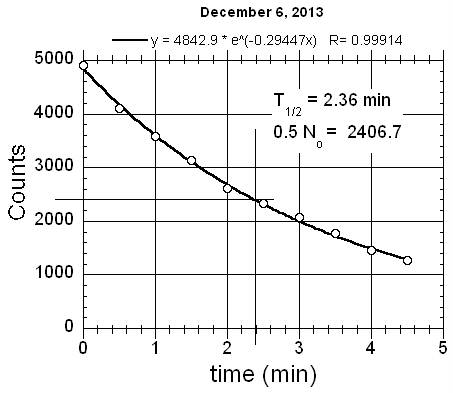 December 6, 2013
y = 4842.9 * e^(-0.29447x) R= 0.99914
5000
4000
3000
2000
1000
0
Counts
T1/2 = 2.36 min
0.5 No = 2406.7
0 1 2 3 4 5
time (min)